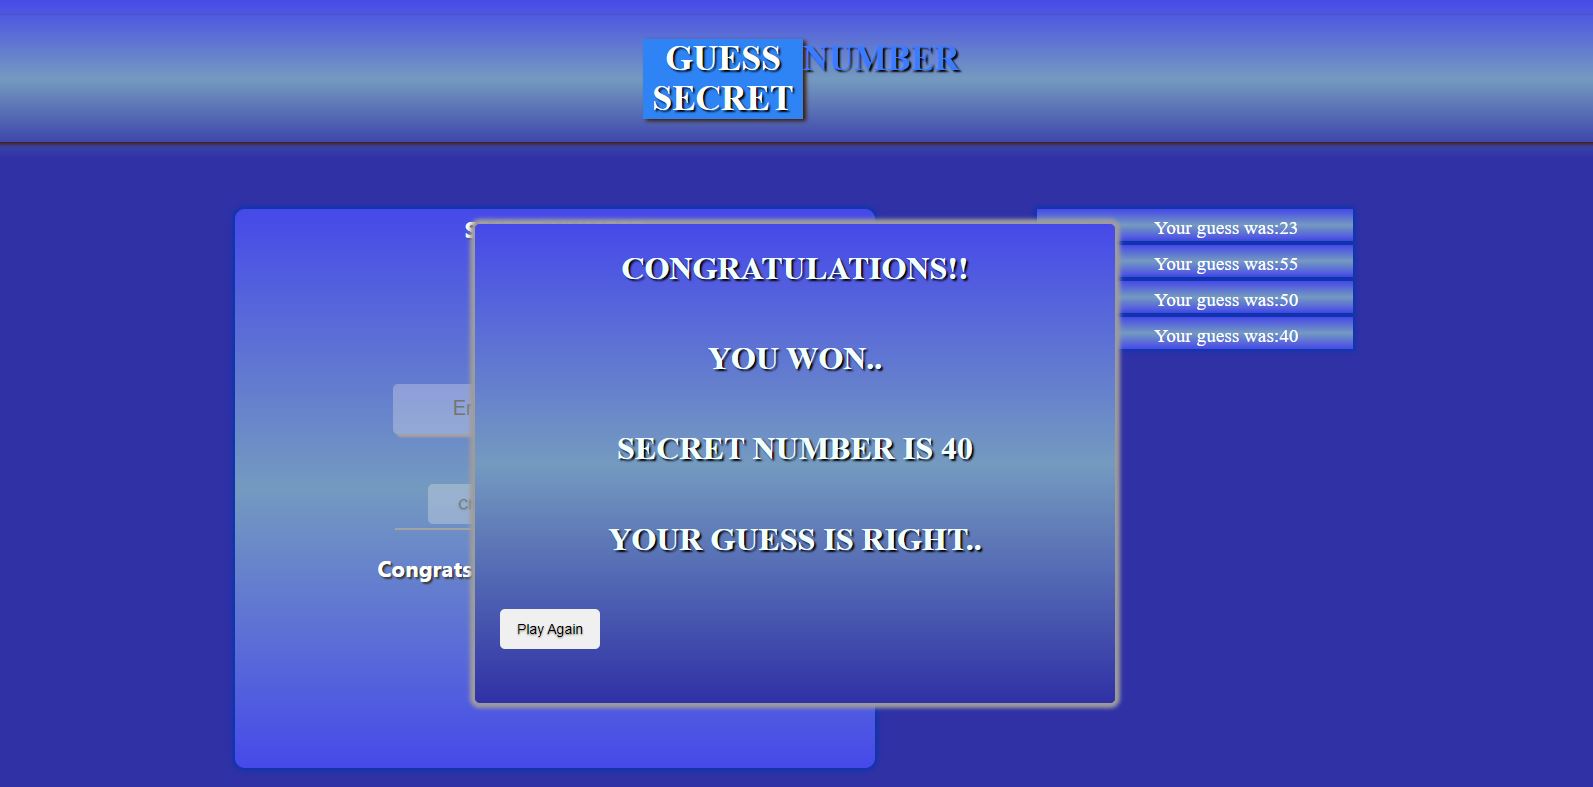 GUESS NUMBER
SECRET
Your guess was:23
Your guess was:55
Your guess was:50
Your guess was:40
Congrats
CONGRATULATIONS!!
YOU WON..
SECRET NUMBER IS 40
YOUR GUESS IS RIGHT..
Play Again